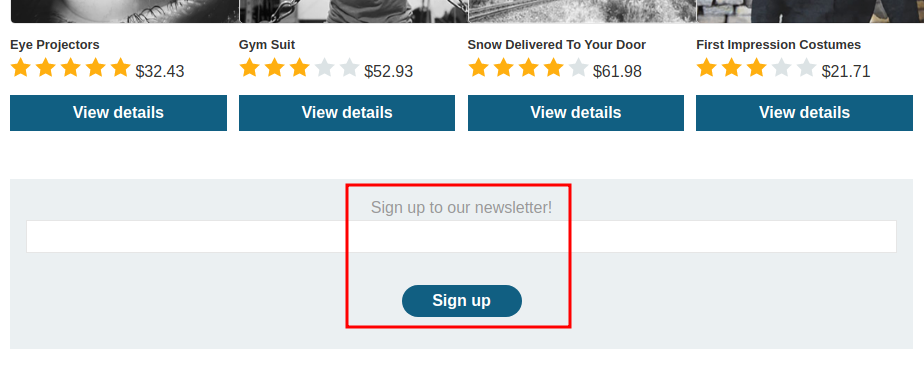 Eye Projectors
Gym Suit
Snow Delivered To Your Door
First Impression Costumes
$32.43
$52.93
$61.98
$21.71
View details
View details
View details
View details
Sign up to our newsletter!
Sign up